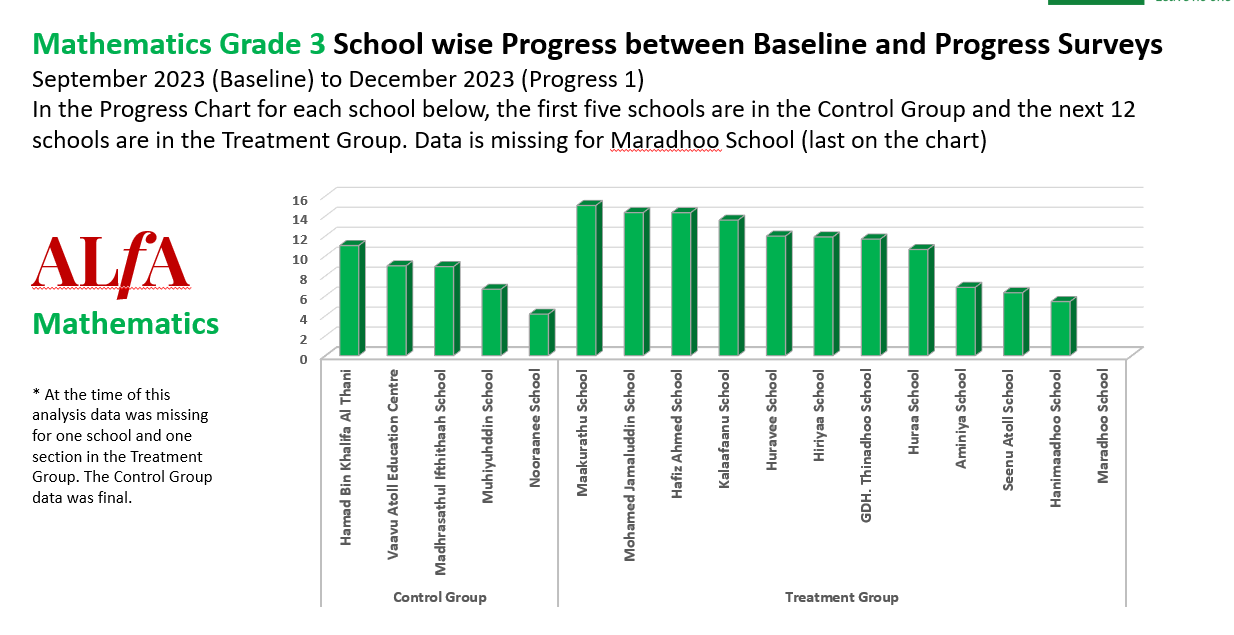 Mathematics Grade 3 School wise Progress between Baseline and Progress Surveys
September 2023 (Baseline) to December 2023 (Progress 1)
In the Progress Chart for each school below, the first five schools are in the Control Group and the next 12
schools are in the Treatment Group. Data is missing for Maradhoo School (last on the chart)
ALfA
Mathematics
* At the time of this
analysis data was missing
for one school and one
section in the Treatment
Group. The Control Group
data was final.
16
14
12
10
8
6
4
2
0
Hamad Bin Khalifa Al Thani
Vaavu Atoll Education Centre
Madhrasathul Ifthithaah School
Muhiyuhddin School
Nooraanee School
Maakurathu School
Mohamed Jamaluddin School
Hafiz Ahmed School
Kalaafaanu School
Huravee School
Hiriyaa School
GDH. Thinadhoo School
Huraa School
Aminiya School
Seenu Atoll School
Hanimaadhoo School
Maradhoo School
Control Group
Treatment Group